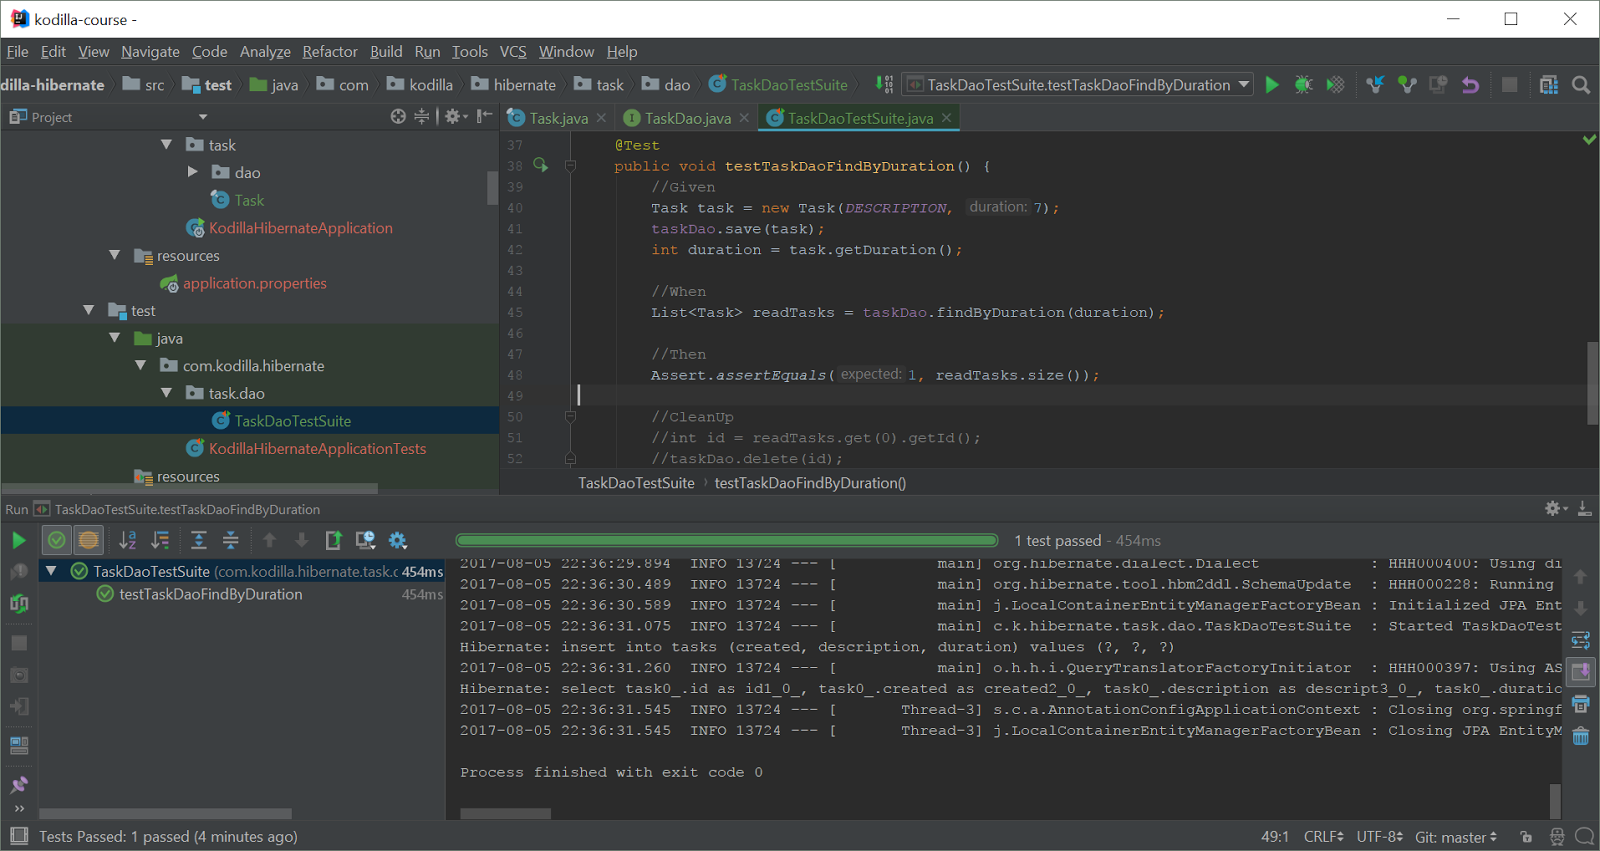 kodilla-course -
File Edit View Navigate Code Analyze Refactor Build Run Tools VCS Window Help
dilla-hibernate src test java com kodilla hibernate task dao TaskDaoTestSuite TaskDaoTestSuite.testTaskDaoFindByDuration
Project
Task.java TaskDao.java TaskDaoTestSuite.java
task
dao
Task
KodillaHibernateApplication
resources
application.properties
test
java
com.kodilla.hibernate
task.dao
TaskDaoTestSuite
KodillaHibernateApplicationTests
resources
37 @Test
38 public void testTaskDaoFindByDuration() {
39 //Given
40 Task task = new Task(DESCRIPTION, duration: 7);
41 taskDao.save(task);
42 int duration = task.getDuration();
43
44 //When
45 List<Task> readTasks = taskDao.findByDuration(duration);
46
47 //Then
48 Assert.assertEquals( expected: 1, readTasks.size());
49
50 //CleanUp
51 //int id = readTasks.get(0).getId();
52 //taskDao.delete(id);
TaskDaoTestSuite › testTaskDaoFindByDuration()
Run TaskDaoTestSuite.testTaskDaoFindByDuration
1 test passed - 454ms
TaskDaoTestSuite (com.kodilla.hibernate.task.c 454ms
testTaskDaoFindByDuration 454ms
2017-08-05 22:36:29.894 INFO 13724 --- [ main] org.hibernate.dialect.Dialect : HHH000400: Using di
2017-08-05 22:36:30.489 INFO 13724 --- [ main] org.hibernate.tool.hbm2ddl.SchemaUpdate : HHH000228: Running
2017-08-05 22:36:30.589 INFO 13724 --- [ main] j.LocalContainerEntityManagerFactoryBean : Initialized JPA Ent
2017-08-05 22:36:31.075 INFO 13724 --- [ main] c.k.hibernate.task.dao.TaskDaoTestSuite : Started TaskDaoTest
Hibernate: insert into tasks (created, description, duration) values (?, ?, ?)
2017-08-05 22:36:31.260 INFO 13724 --- [ main] o.h.h.i.QueryTranslatorFactoryInitiator : HHH000397: Using AS
Hibernate: select task0_.id as id1_0_, task0_.created as created2_0_, task0_.description as descript3_0_, task0_.duratio
2017-08-05 22:36:31.545 INFO 13724 --- [ Thread-3] s.c.a.AnnotationConfigApplicationContext : Closing org.springf
2017-08-05 22:36:31.545 INFO 13724 --- [ Thread-3] j.LocalContainerEntityManagerFactoryBean : Closing JPA EntityM
Process finished with exit code 0
Tests Passed: 1 passed (4 minutes ago)
49:1 CRLF UTF-8 Git: master